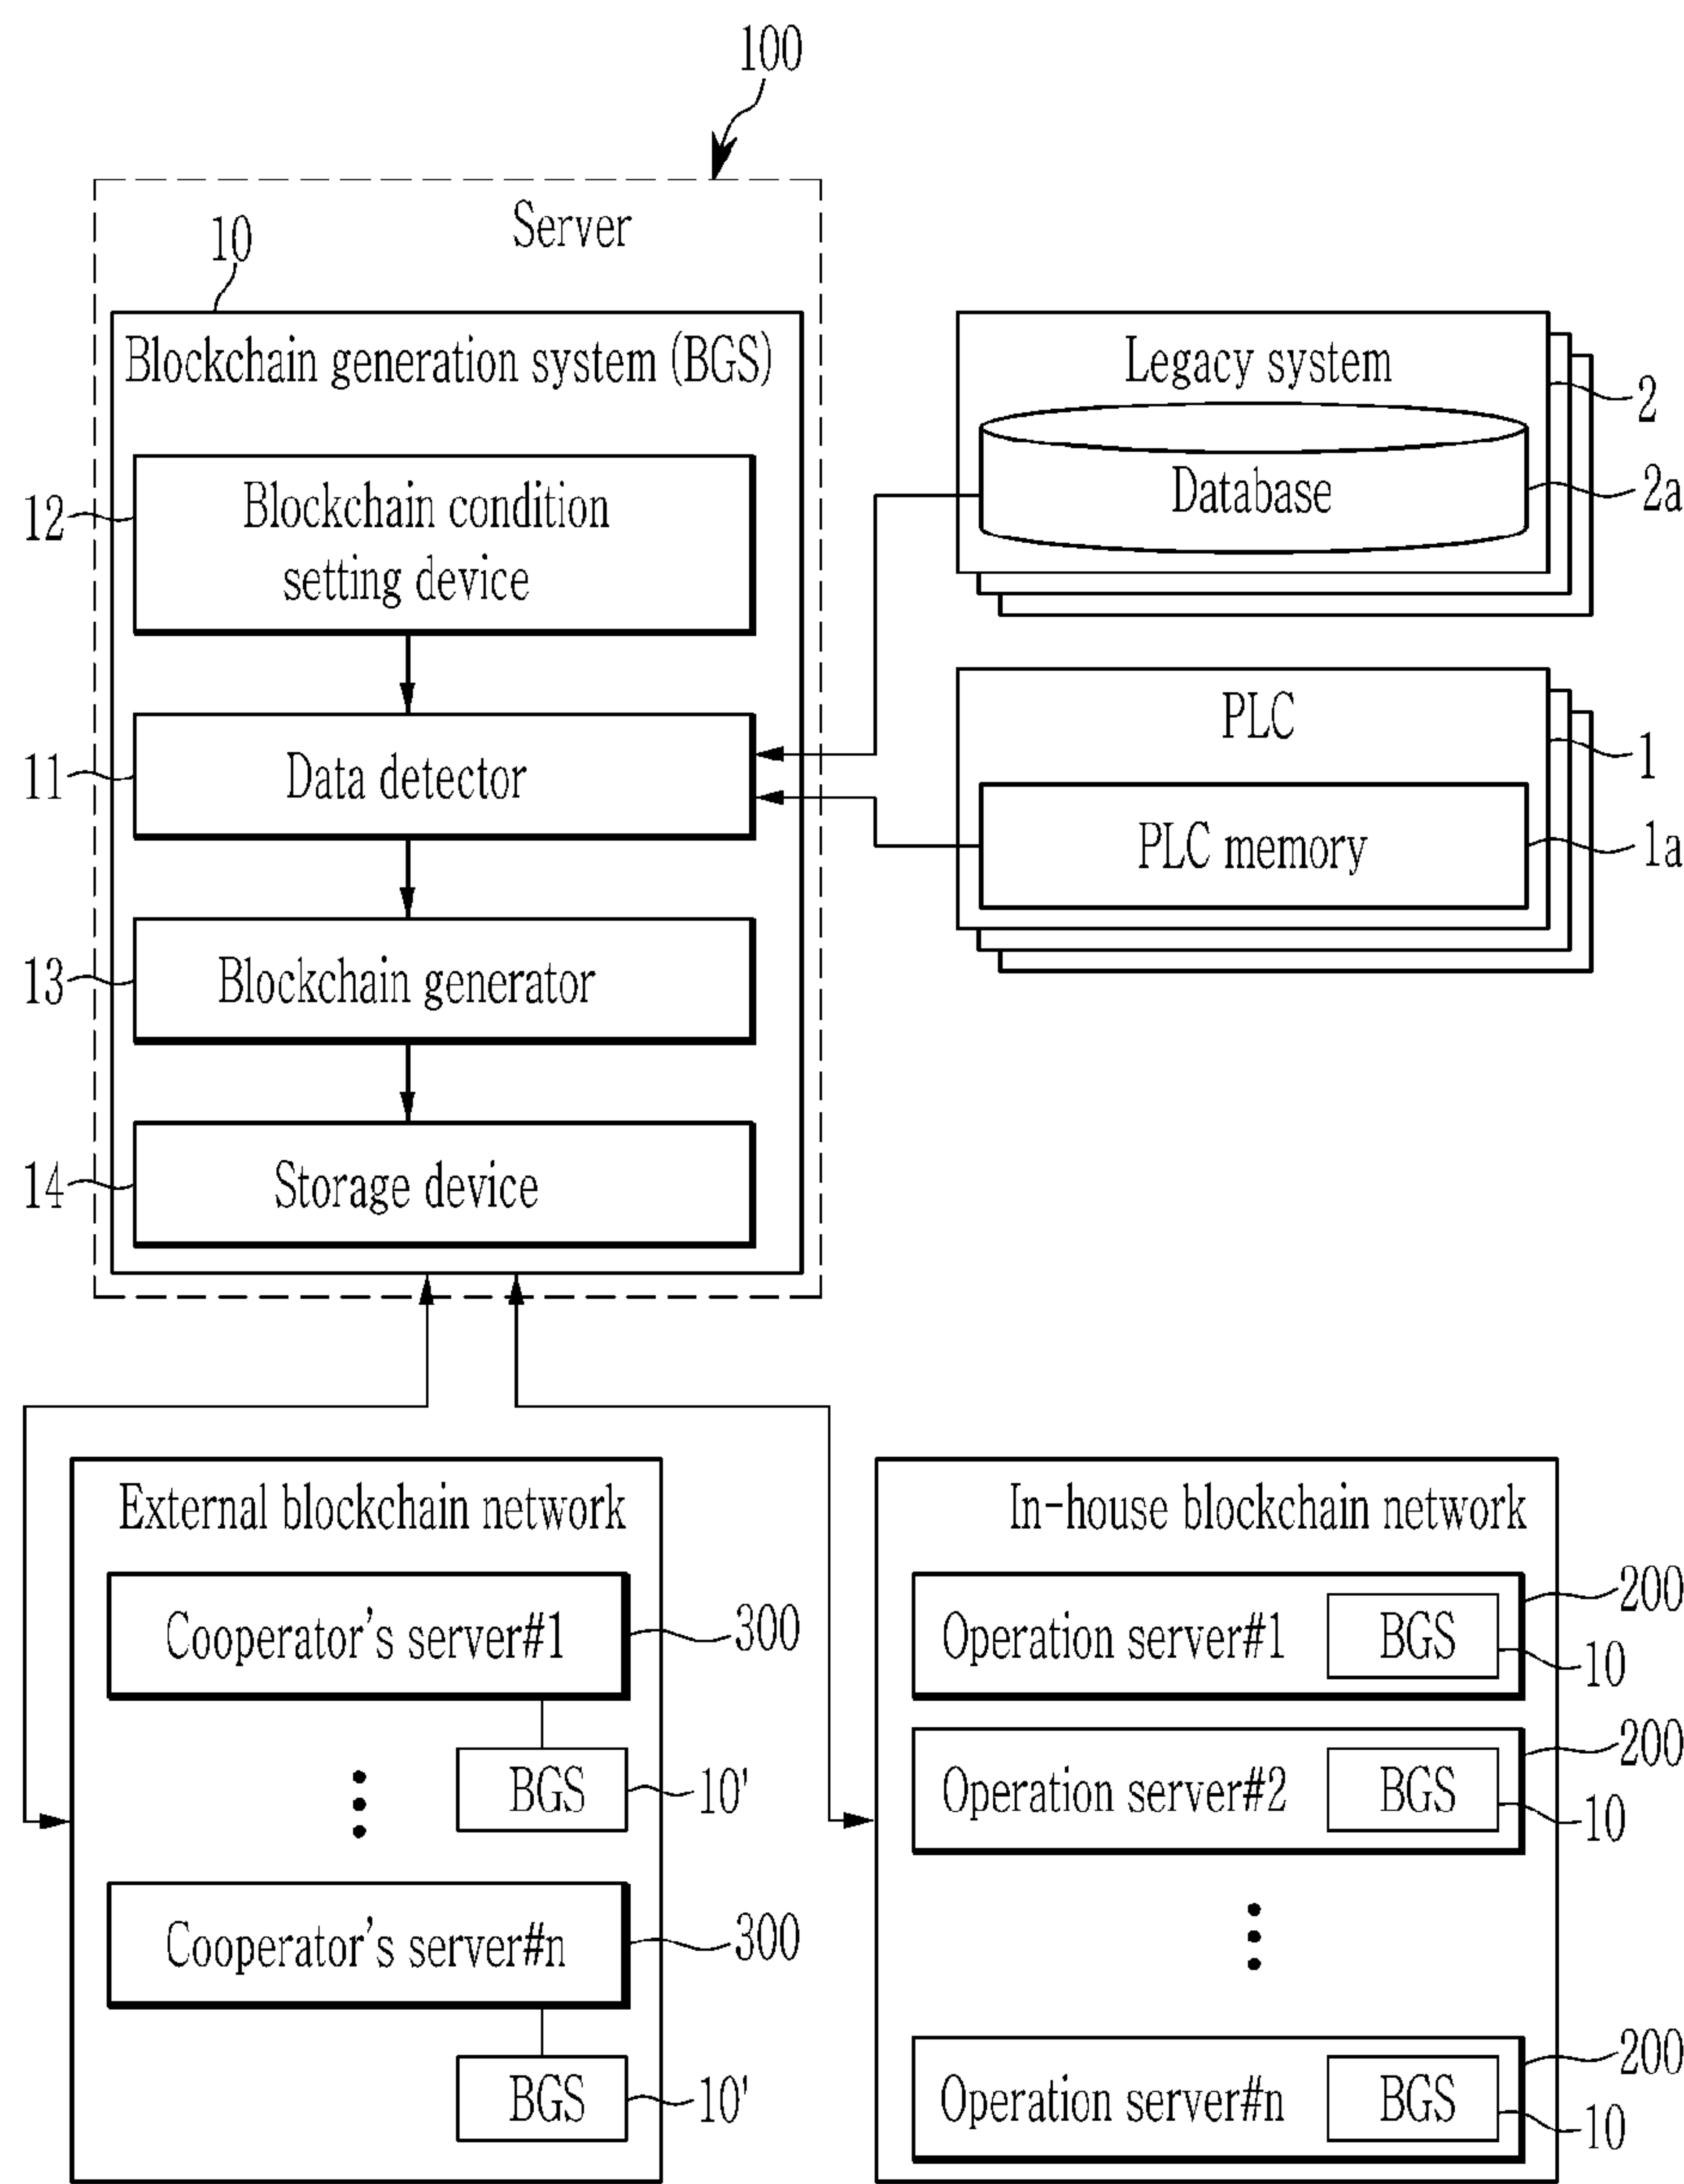 100
Server
10
Blockchain generation system (BGS)
12
Blockchain condition
setting device
11
Data detector
13
Blockchain generator
14
Storage device
Legacy system
2
Database
2a
PLC
1
PLC memory
1a
External blockchain network
Cooperator's server#1
300
BGS
10'
Cooperator's server#n
300
BGS
10'
In-house blockchain network
Operation server#1
BGS
200
10
Operation server#2
BGS
200
10
Operation server#n
BGS
200
10